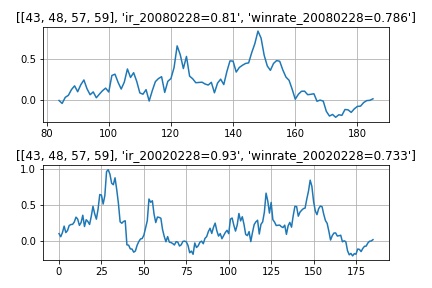 [[43, 48, 57, 59], 'ir_20080228=0.81', 'winrate_20080228=0.786']
0.5
0.0
80 100 120 140 160 180
[[43, 48, 57, 59], 'ir_20020228=0.93', 'winrate_20020228=0.733']
1.0
0.5
0.0
0 25 50 75 100 125 150 175